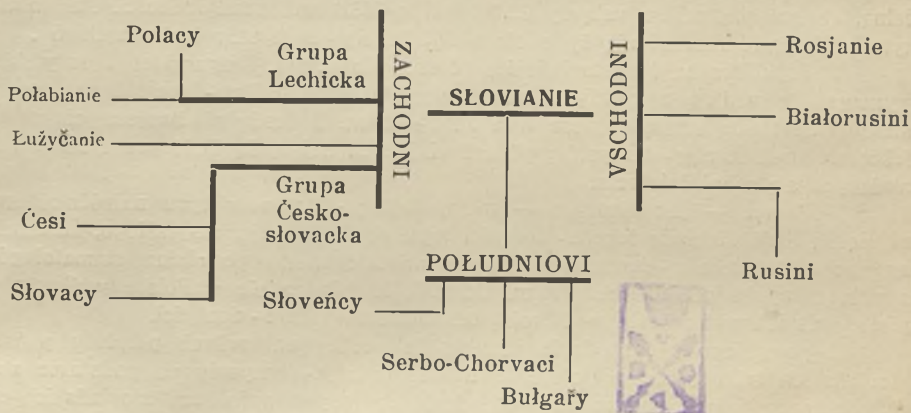 Polacy
Grupa
Lechicka
Połabianie
Łużyčanie
ZACHODNI
Grupa
Česko-
słovacka
Česi
Słovacy
SŁOVIANIE
POŁUDNIOVI
Słoveńcy
Serbo-Chorvaci
Bułgařy
VSCHODNI
Rosjanie
Białorusini
Rusini